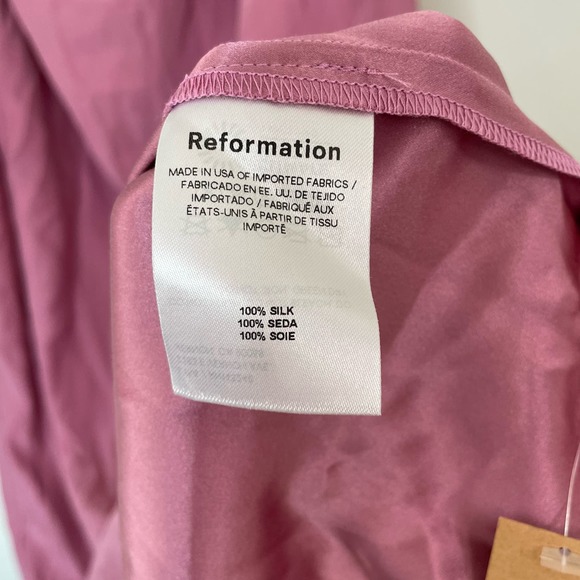 Reformation
MADE IN USA OF IMPORTED FABRICS /
FABRICADO EN EE. UU. DE TEJIDO
IMPORTADO / FABRIQUÉ AUX
ÉTATS-UNIS À PARTIR DE TISSU
IMPORTÉ
100% SILK
100% SEDA
100% SOIE